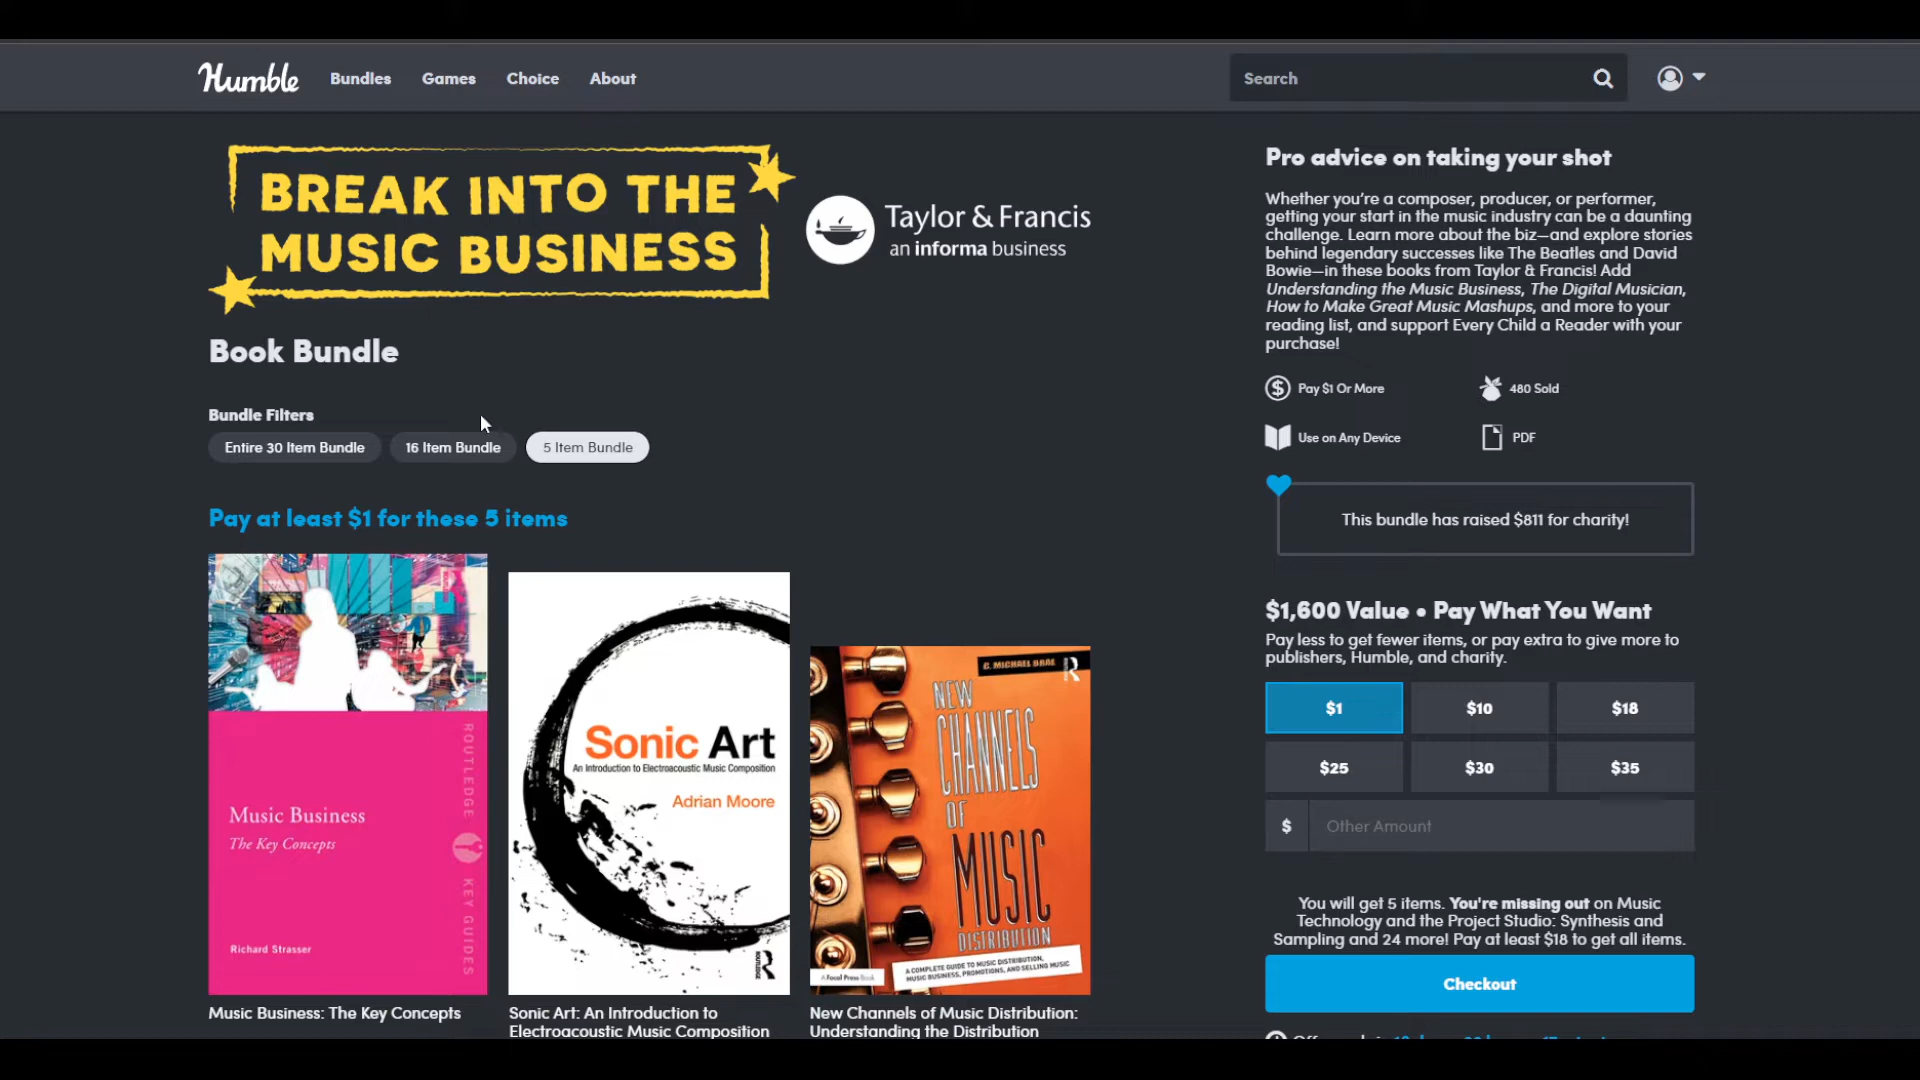 Humble
Bundles
Games
Choice
About
Search
BREAK INTO THE
MUSIC BUSINESS
Taylor & Francis
an informa business
Book Bundle
Bundle Filters
Entire 30 Item Bundle
16 Item Bundle
5 Item Bundle
Pay at least $1 for these 5 items
ROUTLEDGE
KEY GUIDES
Music Business
The Key Concepts
Richard Strasser
Music Business: The Key Concepts
Sonic Art
An Introduction to Electroacoustic Music Composition
Adrian Moore
ROUTLEDGE
Sonic Art: An Introduction to
Electroacoustic Music Composition
R
NEW
CHANNELS
OF
MUSIC
DISTRIBUTION
A COMPLETE GUIDE TO MUSIC DISTRIBUTION,
MUSIC BUSINESS, PROMOTIONS, AND SELLING MUSIC
A Focal Press Book
New Channels of Music Distribution:
Understanding the Distribution
Pro advice on taking your shot
Whether you're a composer, producer, or performer,
getting your start in the music industry can be a daunting
challenge. Learn more about the biz—and explore stories
behind legendary successes like The Beatles and David
Bowie—in these books from Taylor & Francis! Add
Understanding the Music Business, The Digital Musician,
How to Make Great Music Mashups, and more to your
reading list, and support Every Child a Reader with your
purchase!
$ Pay $1 Or More
480 Sold
Use on Any Device
PDF
This bundle has raised $811 for charity!
$1,600 Value • Pay What You Want
Pay less to get fewer items, or pay extra to give more to
publishers, Humble, and charity.
$1
$10
$18
$25
$30
$35
$ Other Amount
You will get 5 items. You're missing out on Music
Technology and the Project Studio: Synthesis and
Sampling and 24 more! Pay at least $18 to get all items.
Checkout